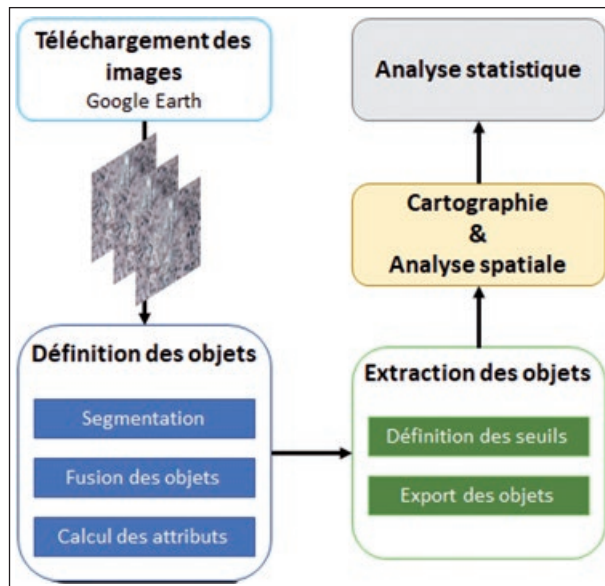 Téléchargement des
images
Google Earth
Définition des objets
Segmentation
Fusion des objets
Calcul des attributs
Extraction des objets
Définition des seuils
Export des objets
Cartographie
&
Analyse spatiale
Analyse statistique